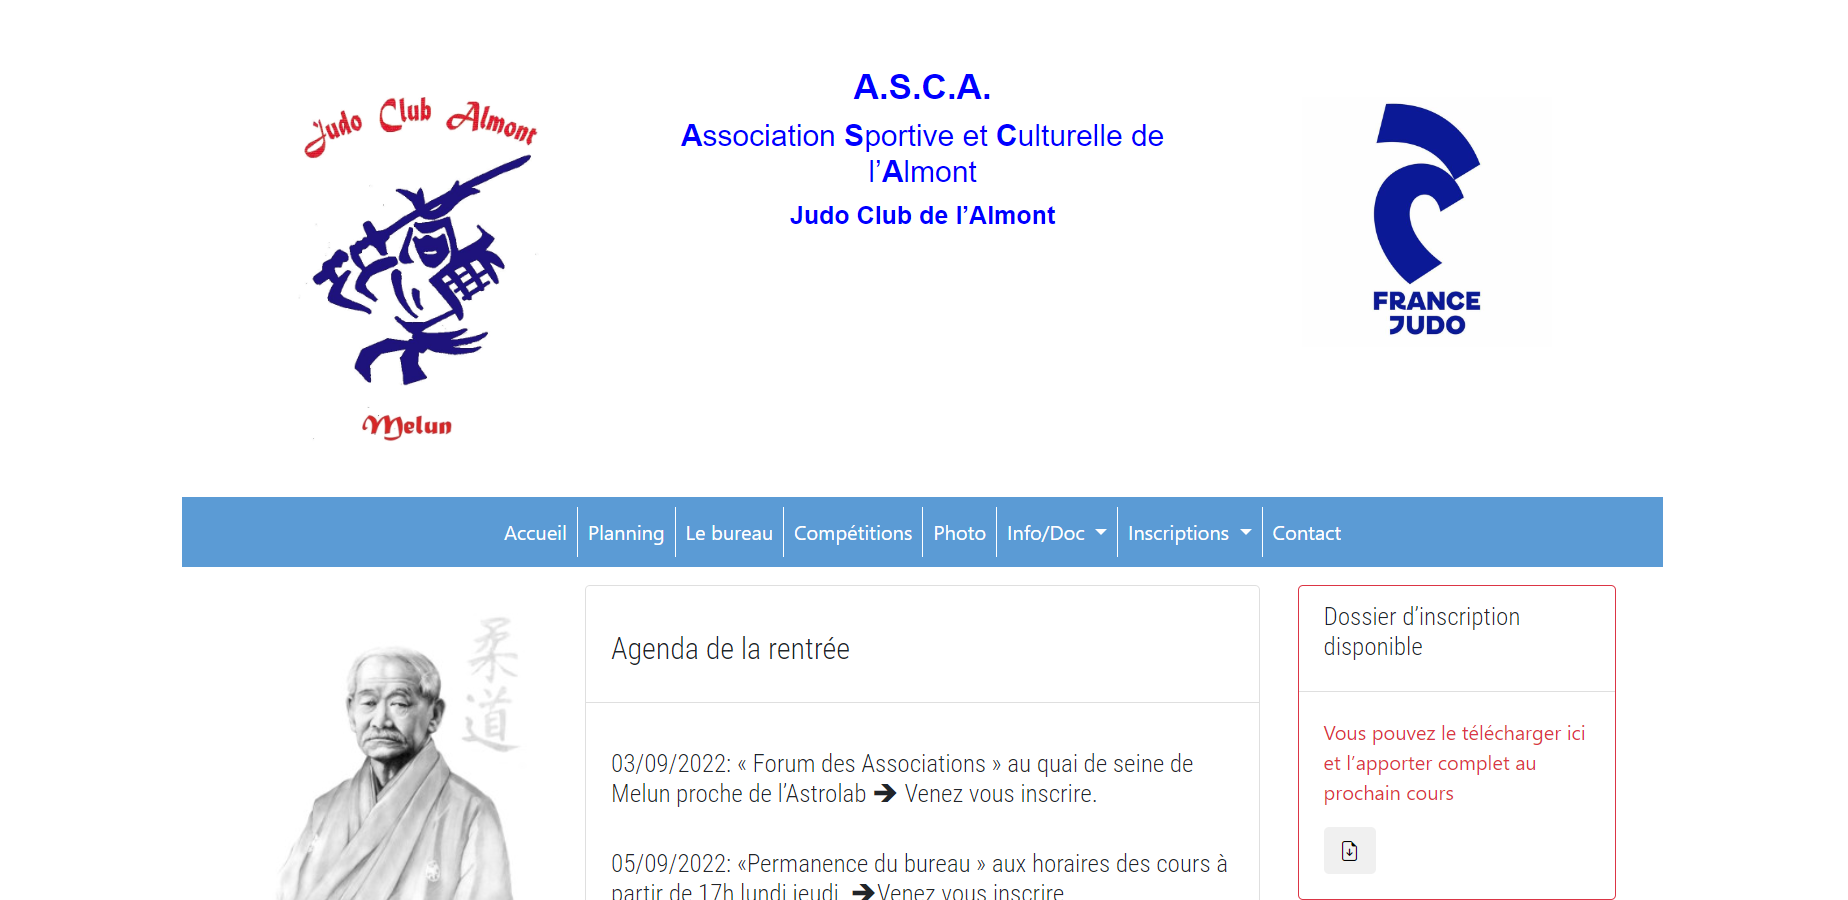 Judo Club Almont
Melun
A.S.C.A.
Association Sportive et Culturelle de
l’Almont
Judo Club de l’Almont
FRANCE
JUDO
Accueil
Planning
Le bureau
Compétitions
Photo
Info/Doc
Inscriptions
Contact
柔道
Agenda de la rentrée
03/09/2022: « Forum des Associations » au quai de seine de
Melun proche de l’Astrolab ➔ Venez vous inscrire.
05/09/2022: «Permanence du bureau » aux horaires des cours à
partir de 17h lundi jeudi ➔Venez vous inscrire
Dossier d’inscription
disponible
Vous pouvez le télécharger ici
et l’apporter complet au
prochain cours